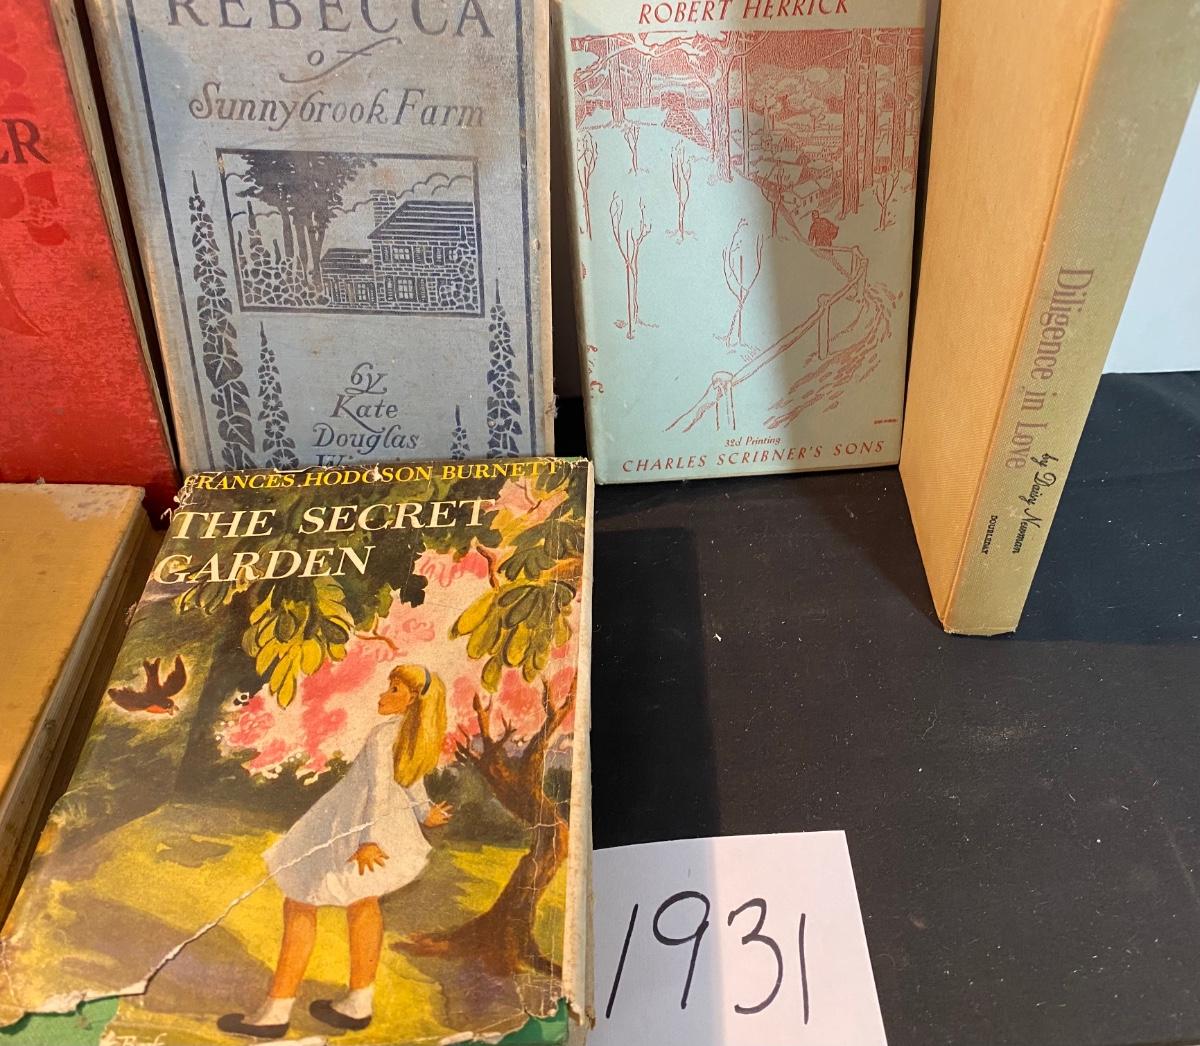 REBECCA
of
Sunnybrook Farm
by
Kate
Douglas
ROBERT HERRICK
32d Printing
CHARLES SCRIBNER'S SONS
Diligence in Love
by Daisy Newman
DOUBLEDAY
FRANCES HODGSON BURNETT
THE SECRET
GARDEN
1931